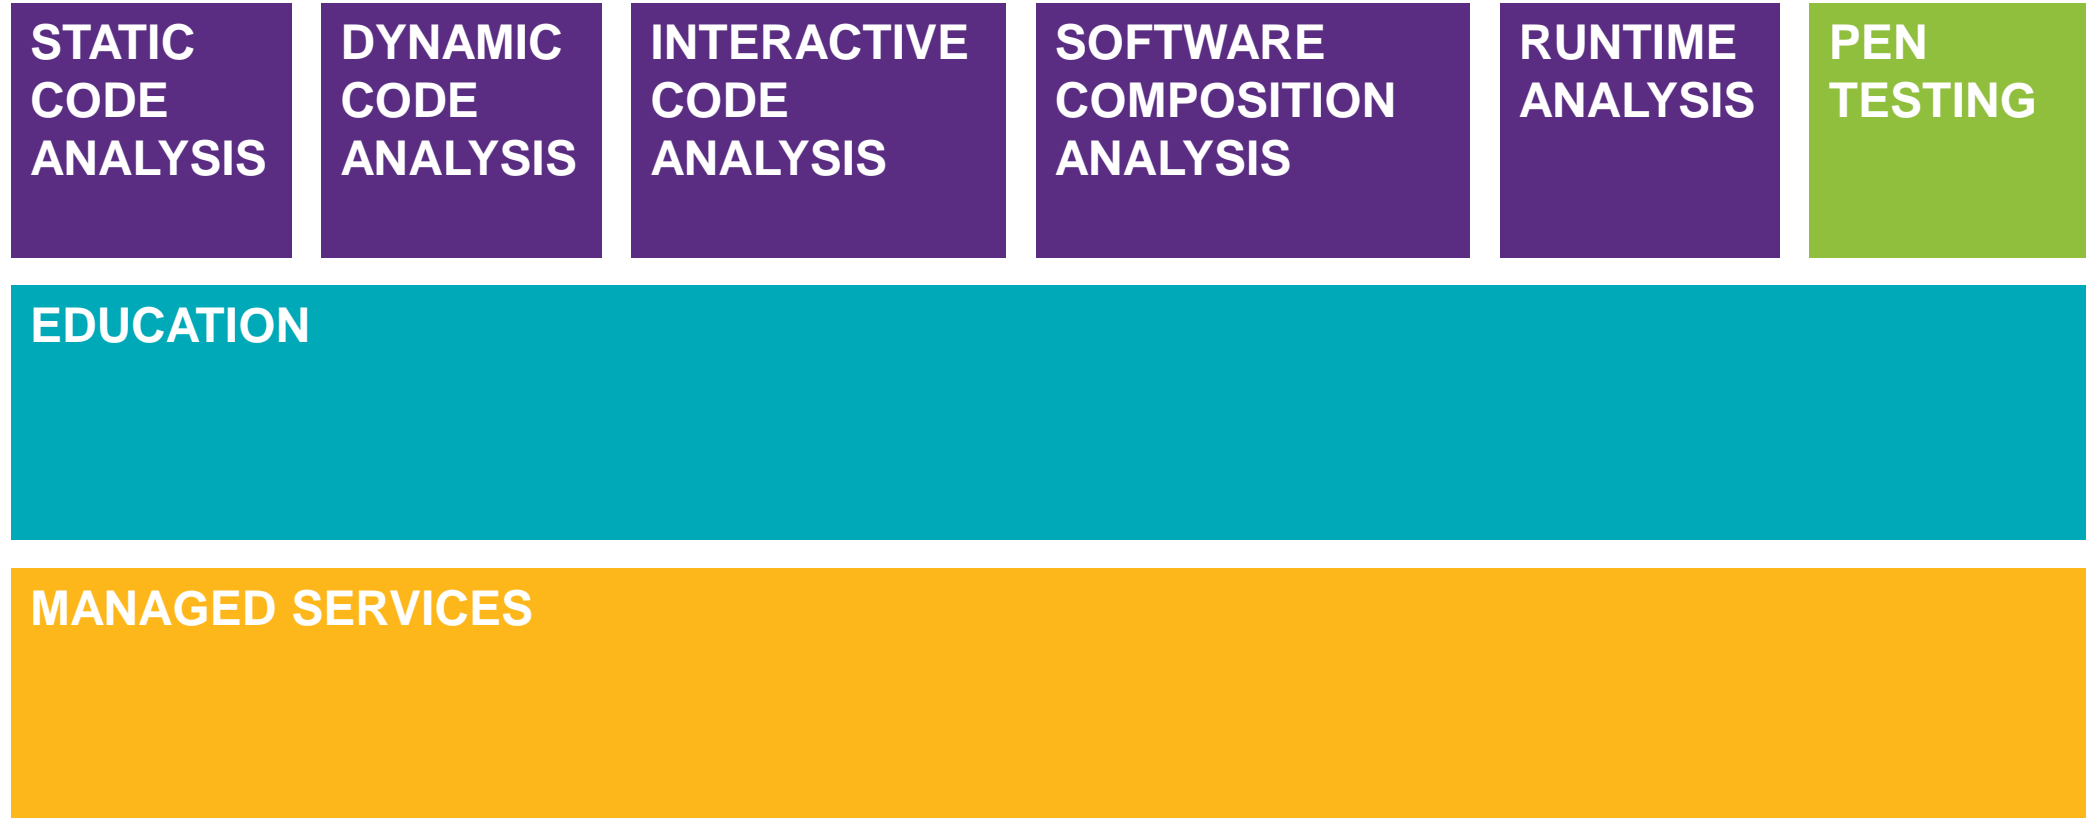 STATIC
CODE
ANALYSIS
DYNAMIC
CODE
ANALYSIS
INTERACTIVE
CODE
ANALYSIS
SOFTWARE
COMPOSITION
ANALYSIS
RUNTIME
ANALYSIS
PEN
TESTING
EDUCATION
MANAGED SERVICES